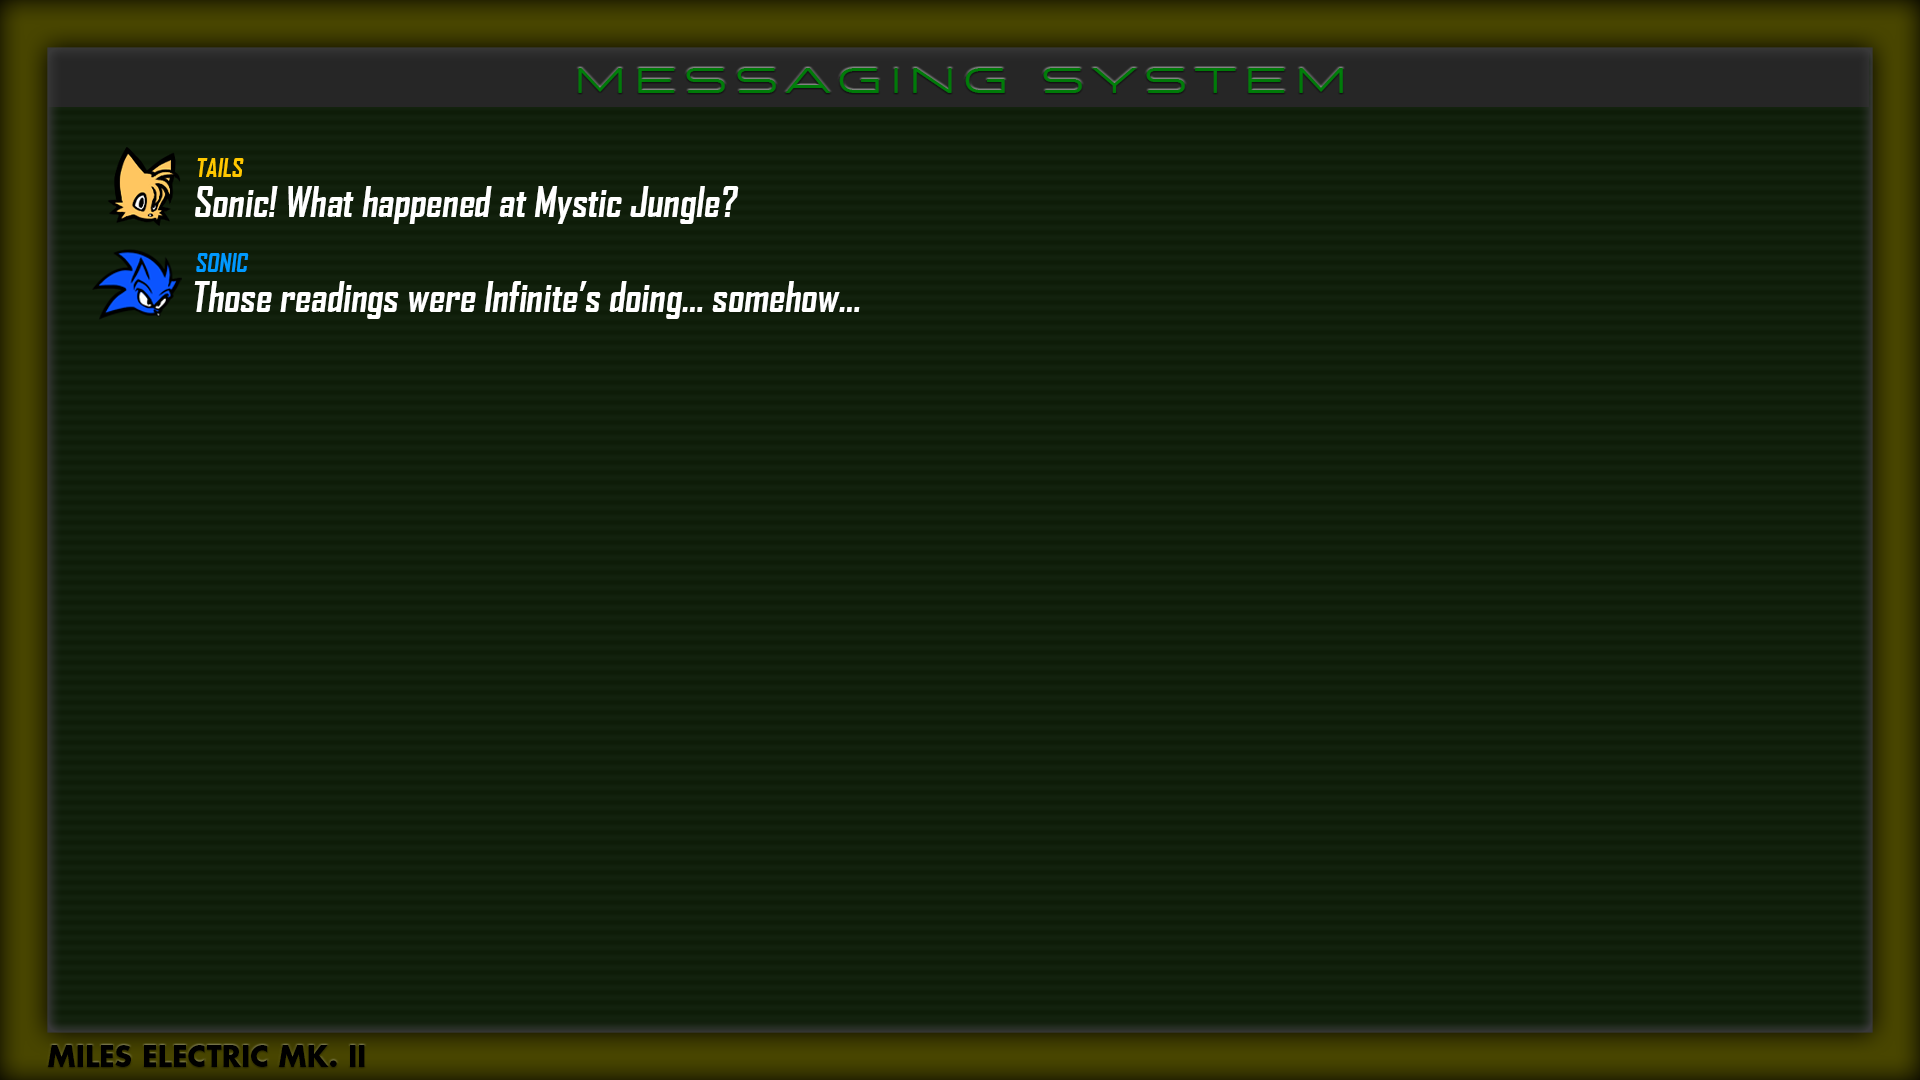 MESSAGING SYSTEM
TAILS
Sonic! What happened at Mystic Jungle?
SONIC
Those readings were Infinite's doing... somehow...
MILES ELECTRIC MK. II